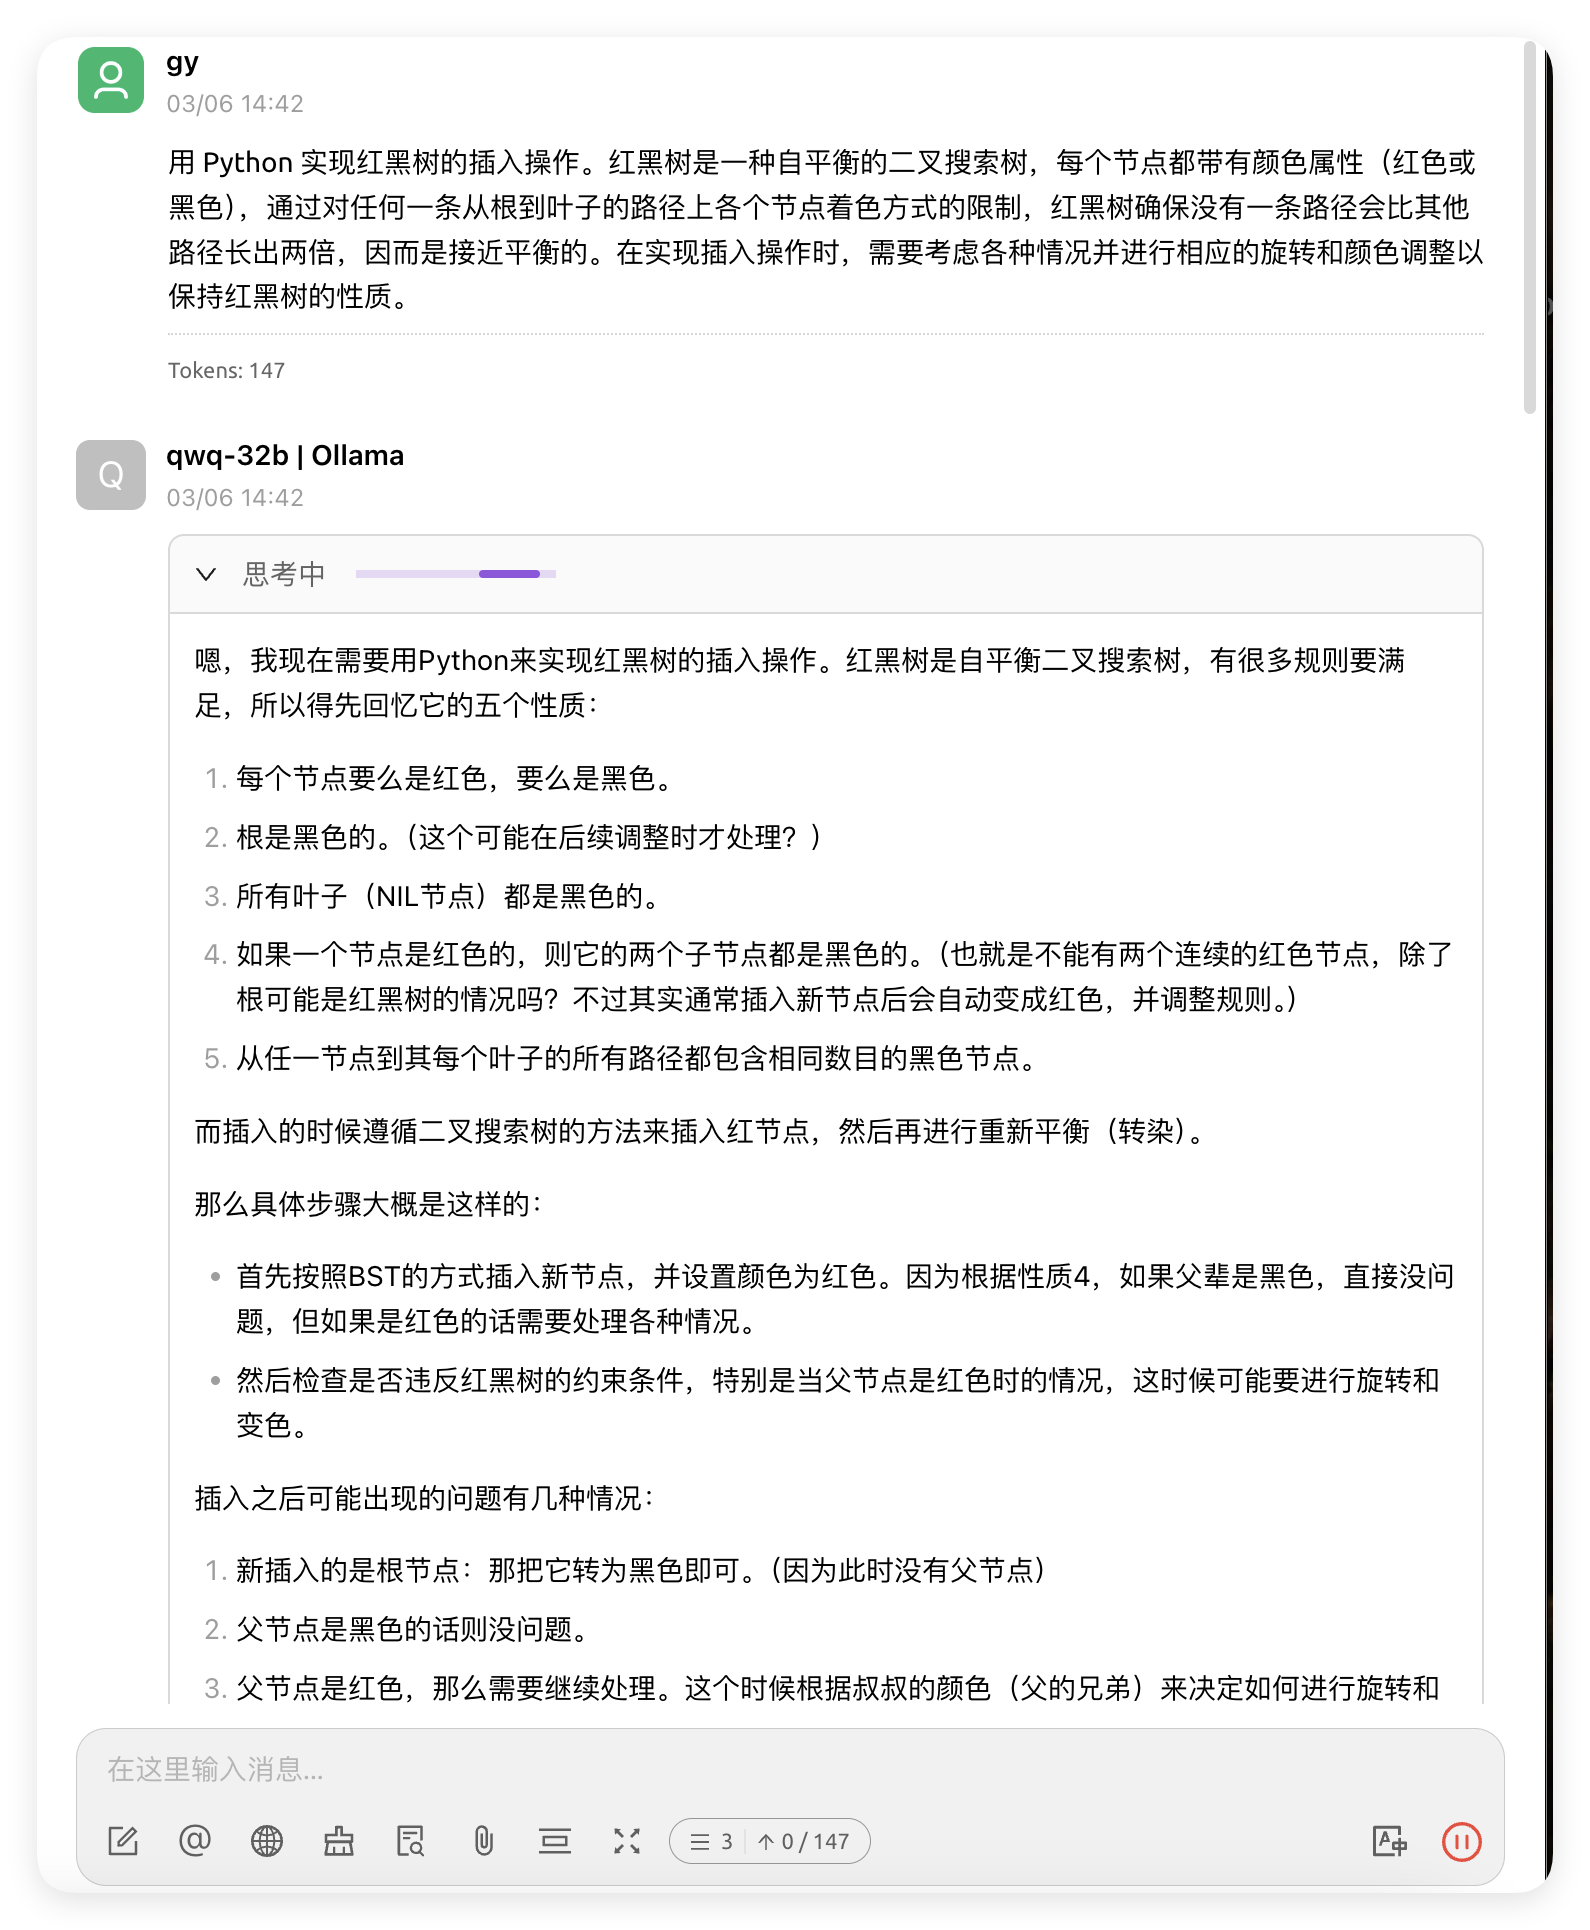 gy
03/06 14:42
用 Python 实现红黑树的插入操作。红黑树是一种自平衡的二叉搜索树，每个节点都带有颜色属性（红色或
黑色），通过对任何一条从根到叶子的路径上各个节点着色方式的限制，红黑树确保没有一条路径会比其他
路径长出两倍，因而是接近平衡的。在实现插入操作时，需要考虑各种情况并进行相应的旋转和颜色调整以
保持红黑树的性质。
Tokens: 147
Q
qwq-32b | Ollama
03/06 14:42
思考中
嗯，我现在需要用Python来实现红黑树的插入操作。红黑树是自平衡二叉搜索树，有很多规则要满
足，所以得先回忆它的五个性质：
1. 每个节点要么是红色，要么是黑色。
2. 根是黑色的。（这个可能在后续调整时才处理？）
3. 所有叶子（NIL节点）都是黑色的。
4. 如果一个节点是红色的，则它的两个子节点都是黑色的。（也就是不能有两个连续的红色节点，除了
根可能是红黑树的情况吗？不过其实通常插入新节点后会自动变成红色，并调整规则。）
5. 从任一节点到其每个叶子的所有路径都包含相同数目的黑色节点。
而插入的时候遵循二叉搜索树的方法来插入红节点，然后再进行重新平衡（转染）。
那么具体步骤大概是这样的：
• 首先按照BST的方式插入新节点，并设置颜色为红色。因为根据性质4，如果父辈是黑色，直接没问
题，但如果是红色的话需要处理各种情况。
• 然后检查是否违反红黑树的约束条件，特别是当父节点是红色时的情况，这时候可能要进行旋转和
变色。
插入之后可能出现的问题有几种情况：
1. 新插入的是根节点：那把它转为黑色即可。（因为此时没有父节点）
2. 父节点是黑色的话则没问题。
3. 父节点是红色，那么需要继续处理。这个时候根据叔叔的颜色（父的兄弟）来决定如何进行旋转和
在这里输入消息...
3 ↑ 0 / 147